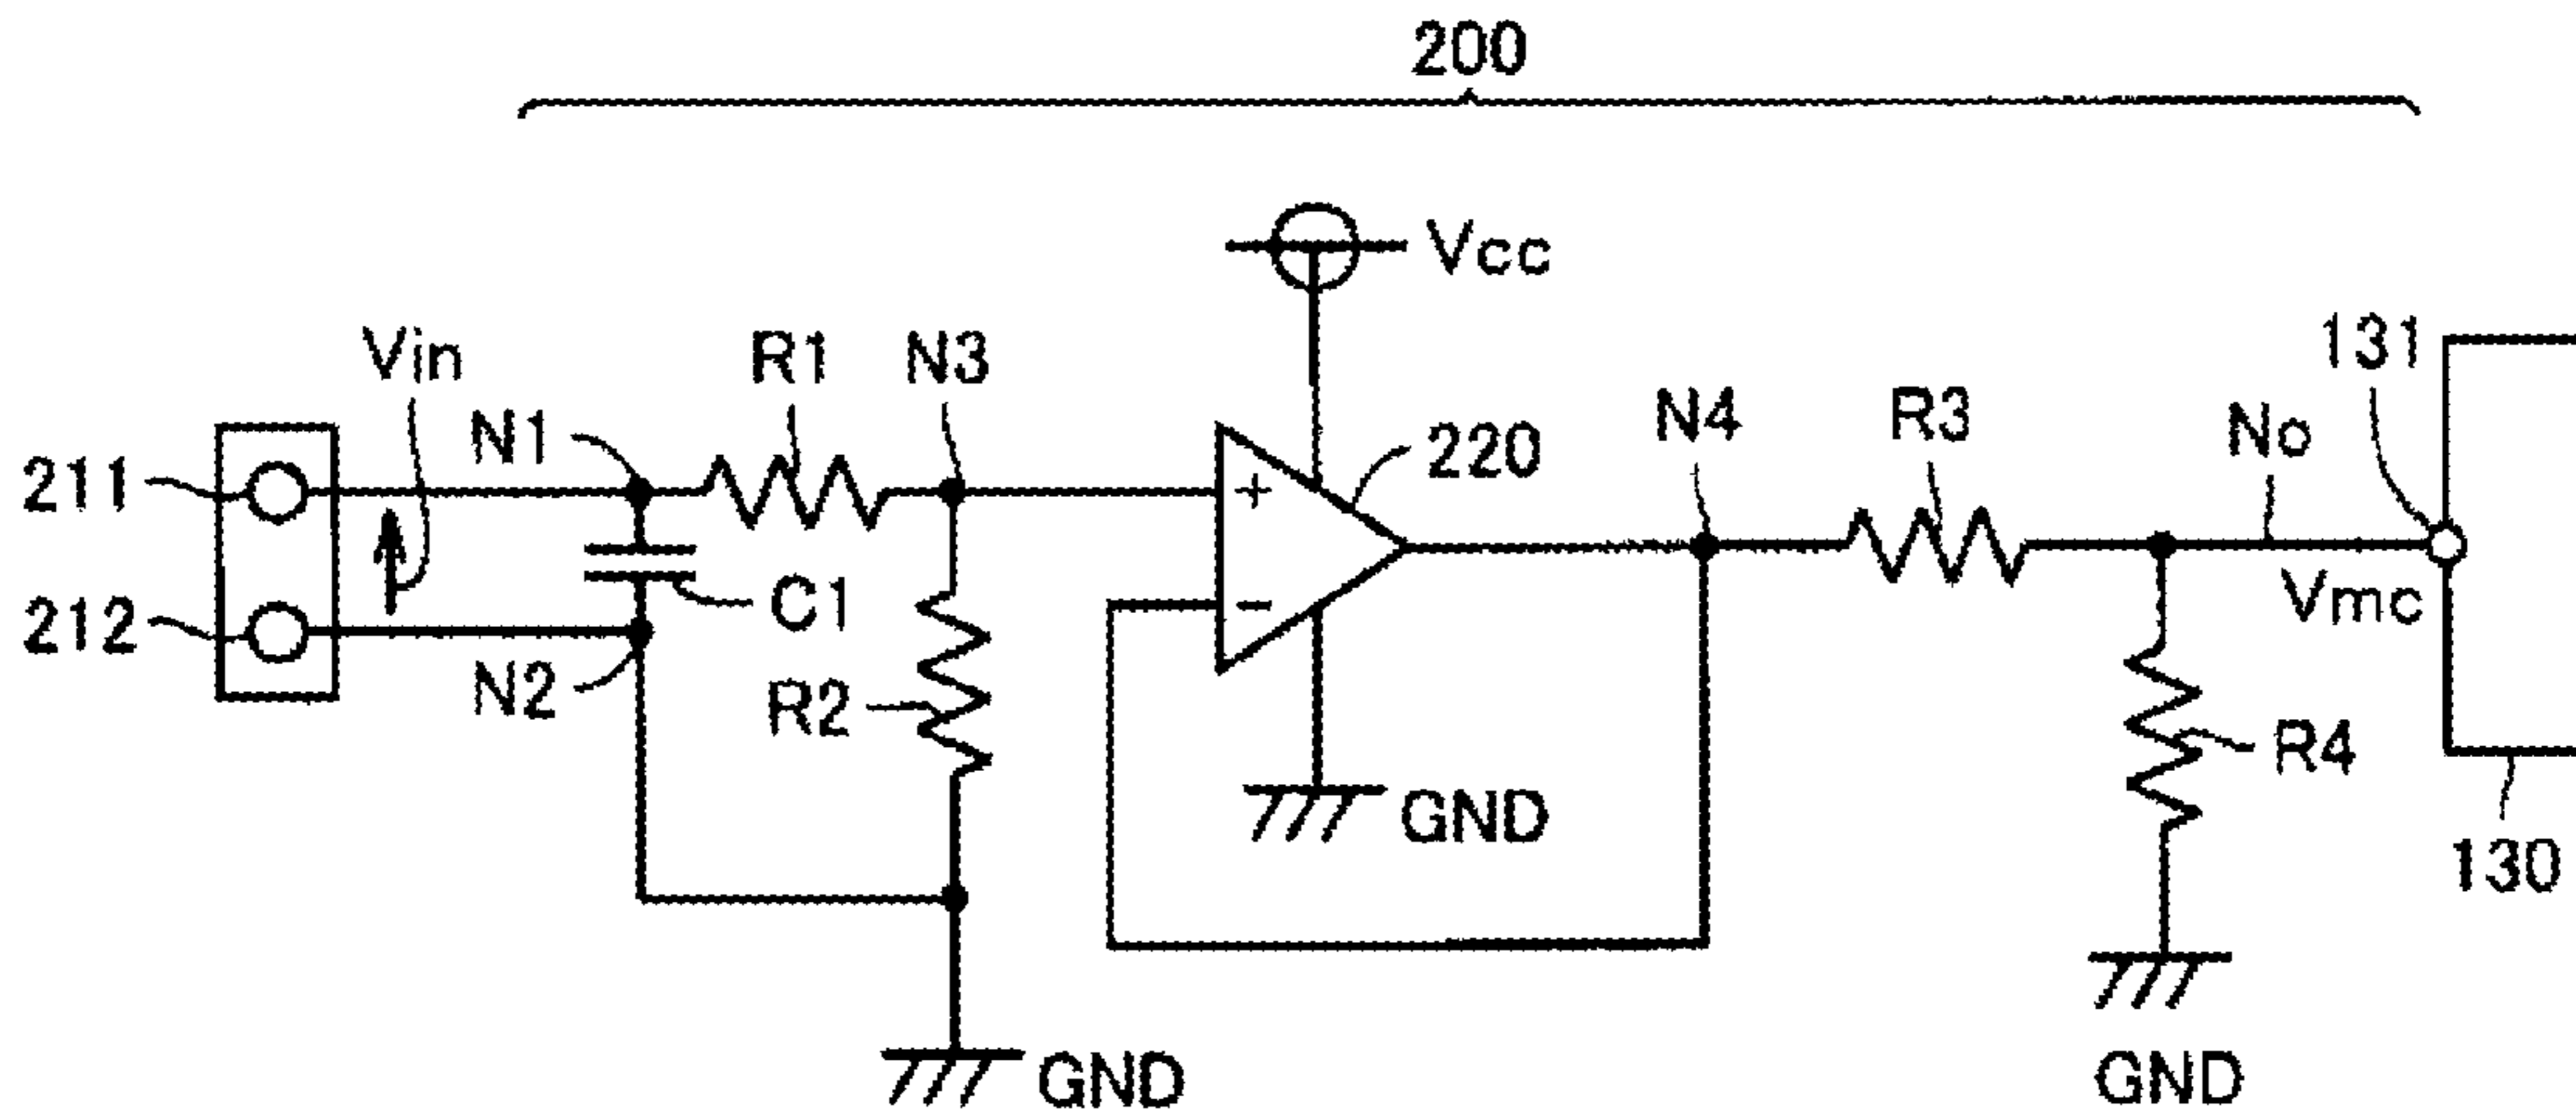 200
Vcc
Vin
N1
R1
N3
220
N4
R3
No
131
211
212
N2
C1
R2
+
−
GND
Vmc
R4
130
GND
GND